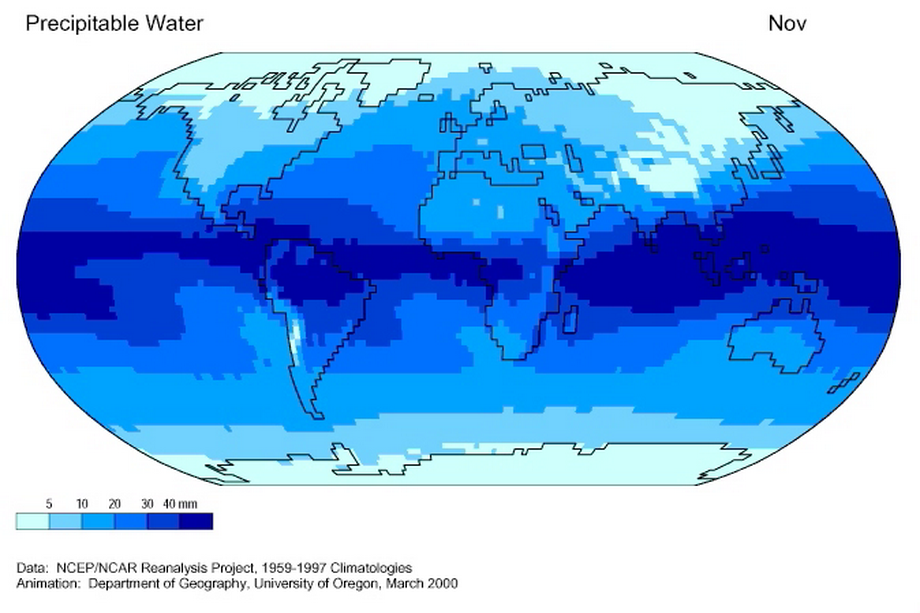 Precipitable Water
Nov
5 10 20 30 40 mm
Data: NCEP/NCAR Reanalysis Project, 1959-1997 Climatologies
Animation: Department of Geography, University of Oregon, March 2000